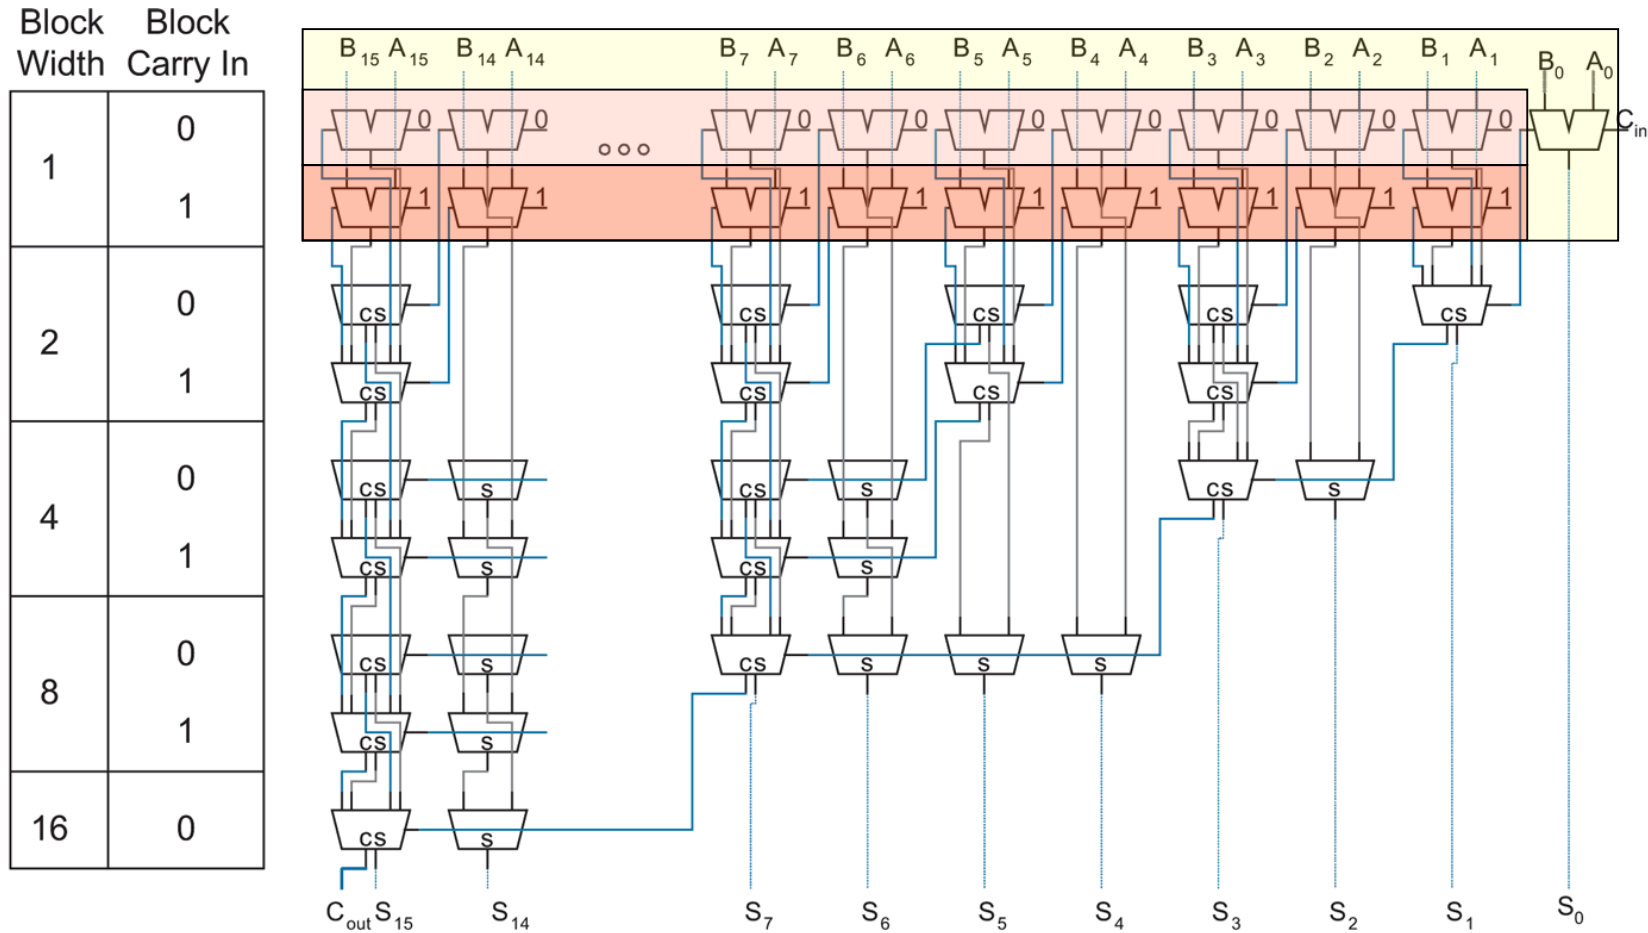 Block Width
Block Carry In
1
0
1
2
0
1
4
0
1
8
0
1
16
0
B15 A15 B14 A14 B7 A7 B6 A6 B5 A5 B4 A4 B3 A3 B2 A2 B1 A1 B0 A0
0 0 0 0 0 0 0 0 0 Cin
1 1 1 1 1 1 1 1 1
CS CS CS CS CS
CS CS CS CS
CS S CS S CS S
CS S CS S
CS S CS S S S
CS S
CS S
Cout S15 S14 S7 S6 S5 S4 S3 S2 S1 S0